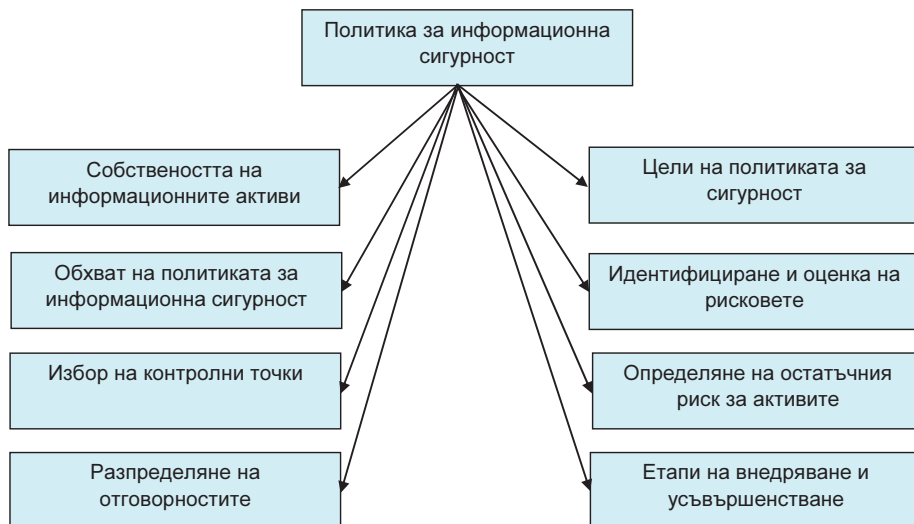 Политика за информационна
сигурност
Собствеността на
информационните активи
Цели на политиката за
сигурност
Обхват на политиката за
информационна сигурност
Идентифициране и оценка на
рисковете
Избор на контролни точки
Определяне на остатъчния
риск за активите
Разпределяне на
отговорностите
Етапи на внедряване и
усъвършенстване